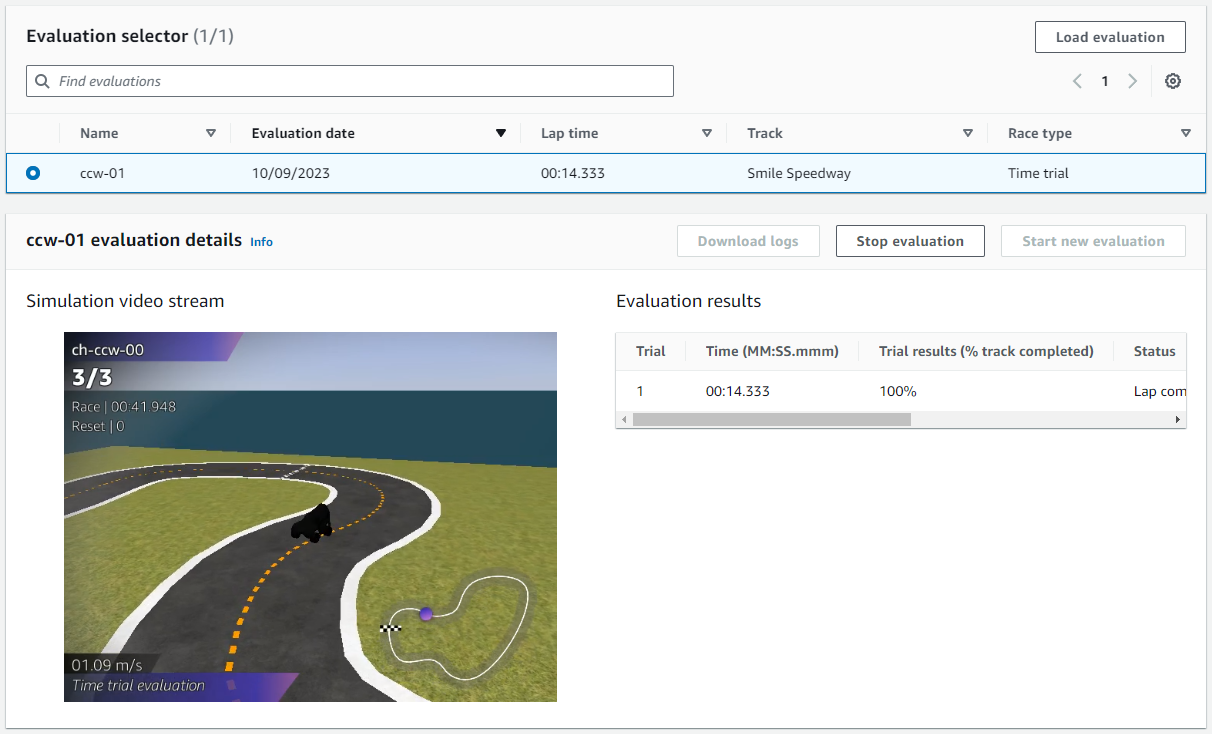 Evaluation selector (1/1)
Load evaluation
Find evaluations
1
Name Evaluation date Lap time Track Race type
ccw-01 10/09/2023 00:14.333 Smile Speedway Time trial
ccw-01 evaluation details Info
Download logs Stop evaluation Start new evaluation
Simulation video stream
ch-ccw-00
3/3
Race | 00:41.948
Reset | 0
01.09 m/s
Time trial evaluation
Evaluation results
Trial Time (MM:SS.mmm) Trial results (% track completed) Status
1 00:14.333 100% Lap com